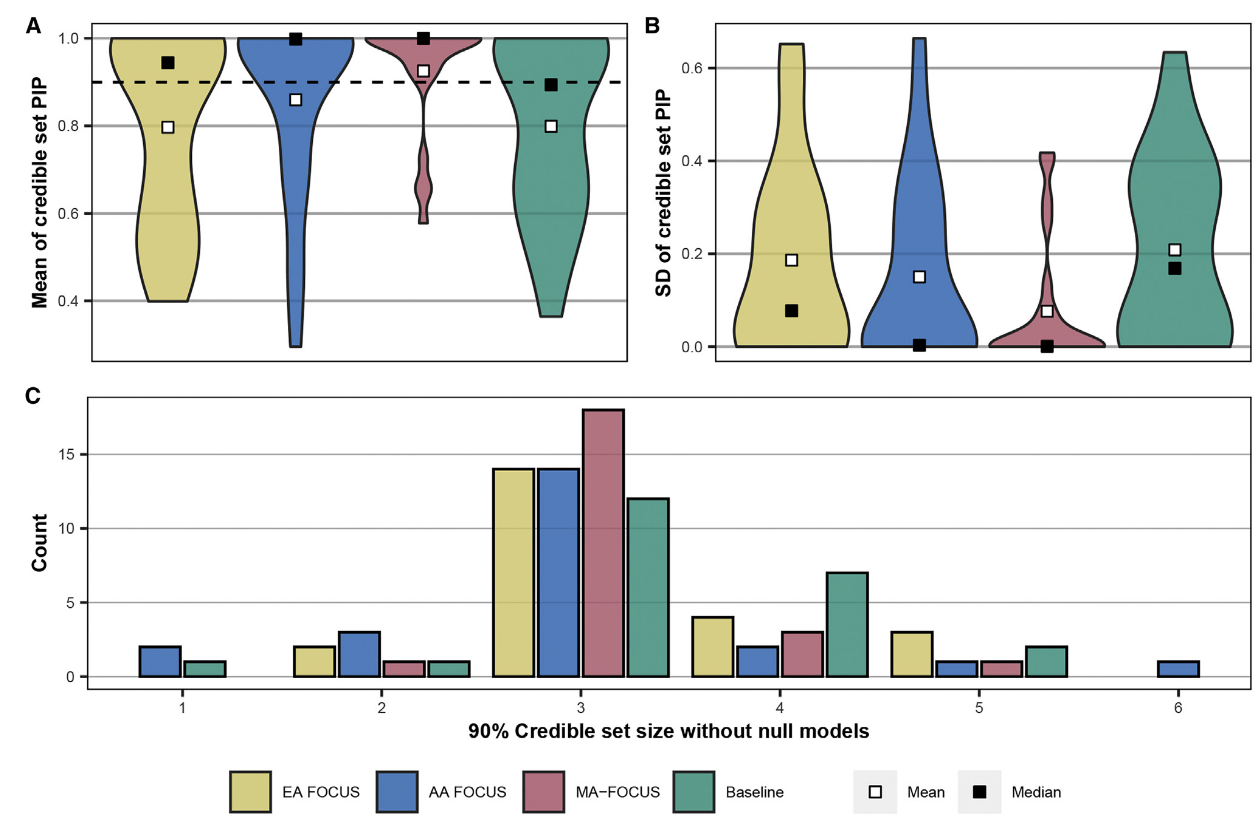 A
Mean of credible set PIP
1.0
0.8
0.6
0.4
B
SD of credible set PIP
0.6
0.4
0.2
0.0
C
Count
15
10
5
0
1 2 3 4 5 6
90% Credible set size without null models
EA FOCUS AA FOCUS MA−FOCUS Baseline Mean Median